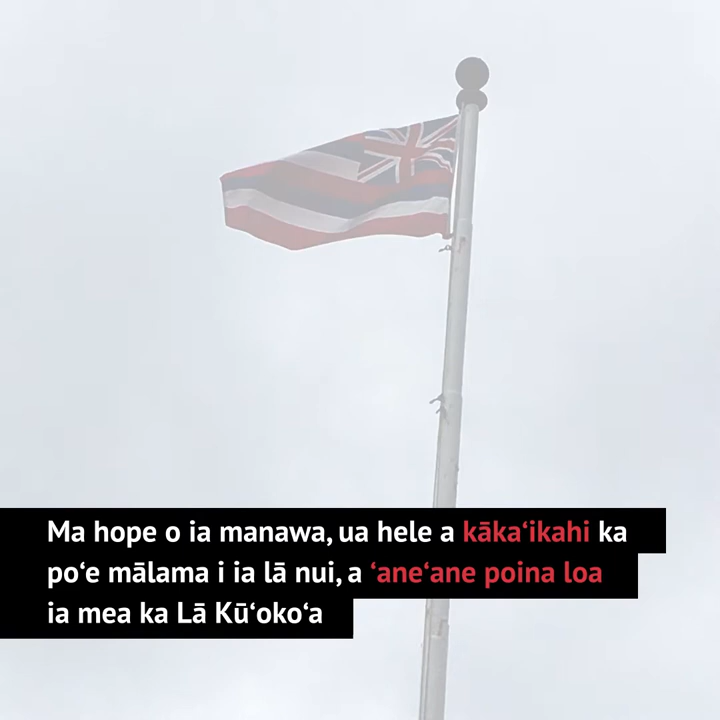 Ma hope o ia manawa, ua hele a kākaʻikahi ka
poʻe mālama i ia lā nui, a ʻaneʻane poina loa
ia mea ka Lā Kūʻokoʻa